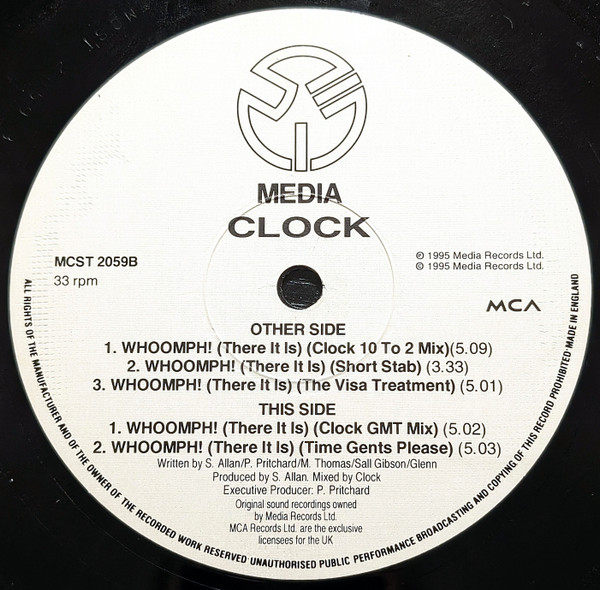 MEDIA
CLOCK
MCST 2059B
33 rpm
℗ 1995 Media Records Ltd.
© 1995 Media Records Ltd.
MCA
OTHER SIDE
1. WHOOMPH! (There It Is) (Clock 10 To 2 Mix)(5.09)
2. WHOOMPH! (There It Is) (Short Stab) (3.33)
3. WHOOMPH! (There It Is) (The Visa Treatment) (5.01)
THIS SIDE
1. WHOOMPH! (There It Is) (Clock GMT Mix) (5.02)
2. WHOOMPH! (There It Is) (Time Gents Please) (5.03)
Written by S. Allan/P. Pritchard/M. Thomas/Sall Gibson/Glenn
Produced by S. Allan. Mixed by Clock
Executive Producer: P. Pritchard
Original sound recordings owned
by Media Records Ltd.
MCA Records Ltd. are the exclusive
licensees for the UK
ALL RIGHTS OF THE MANUFACTURER AND OF THE OWNER OF THE RECORDED WORK RESERVED·UNAUTHORISED PUBLIC PERFORMANCE BROADCASTING AND COPYING OF THIS RECORD PROHIBITED·MADE IN ENGLAND